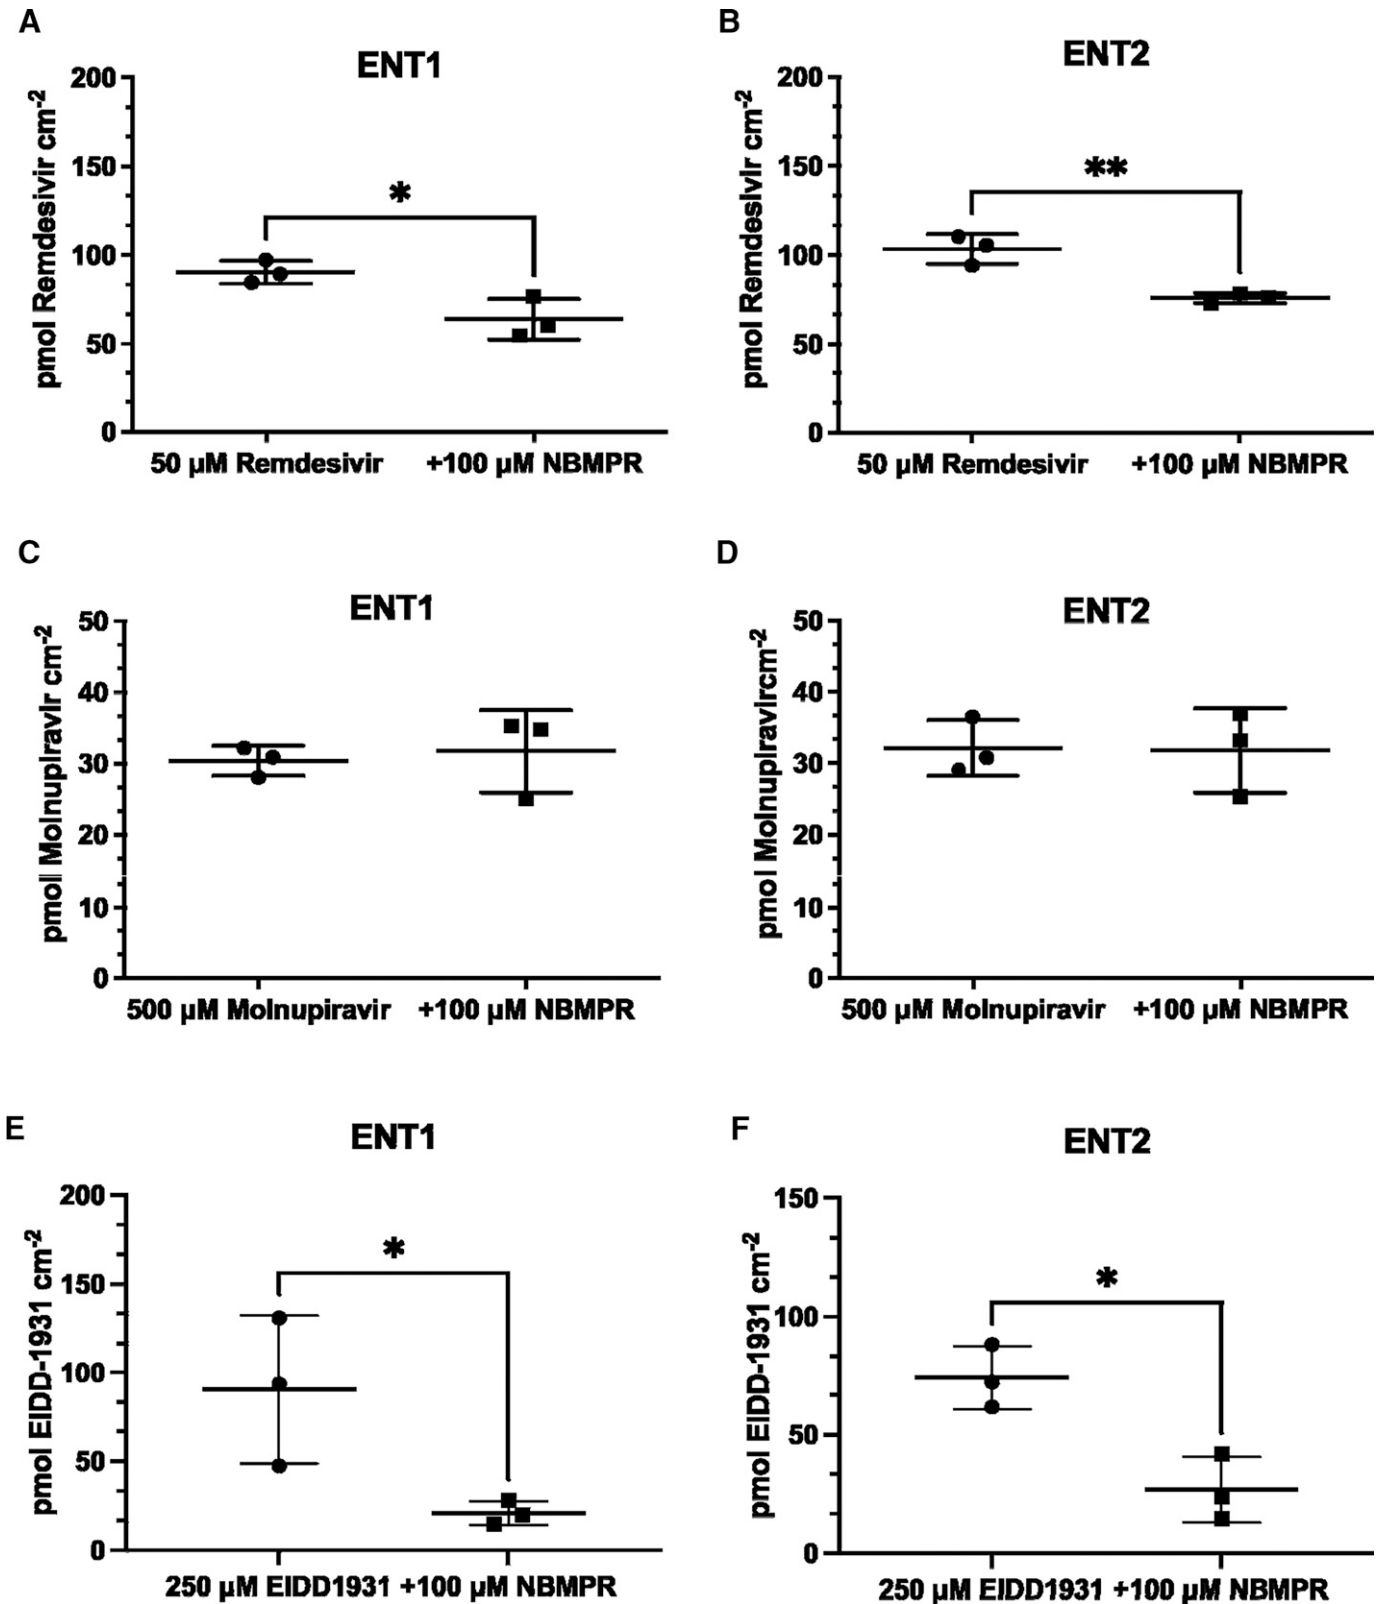 A
ENT1
pmol Remdesivir cm-2
200
150
100
50
0
*
50 µM Remdesivir +100 µM NBMPR
B
ENT2
pmol Remdesivir cm-2
200
150
100
50
0
**
50 µM Remdesivir +100 µM NBMPR
C
ENT1
pmol Molnupiravir cm-2
50
40
30
20
10
0
500 µM Molnupiravir +100 µM NBMPR
D
ENT2
pmol Molnupiravircm-2
50
40
30
20
10
0
500 µM Molnupiravir +100 µM NBMPR
E
ENT1
pmol EIDD-1931 cm-2
200
150
100
50
0
*
250 µM EIDD1931 +100 µM NBMPR
F
ENT2
pmol EIDD-1931 cm-2
150
100
50
0
*
250 µM EIDD1931 +100 µM NBMPR